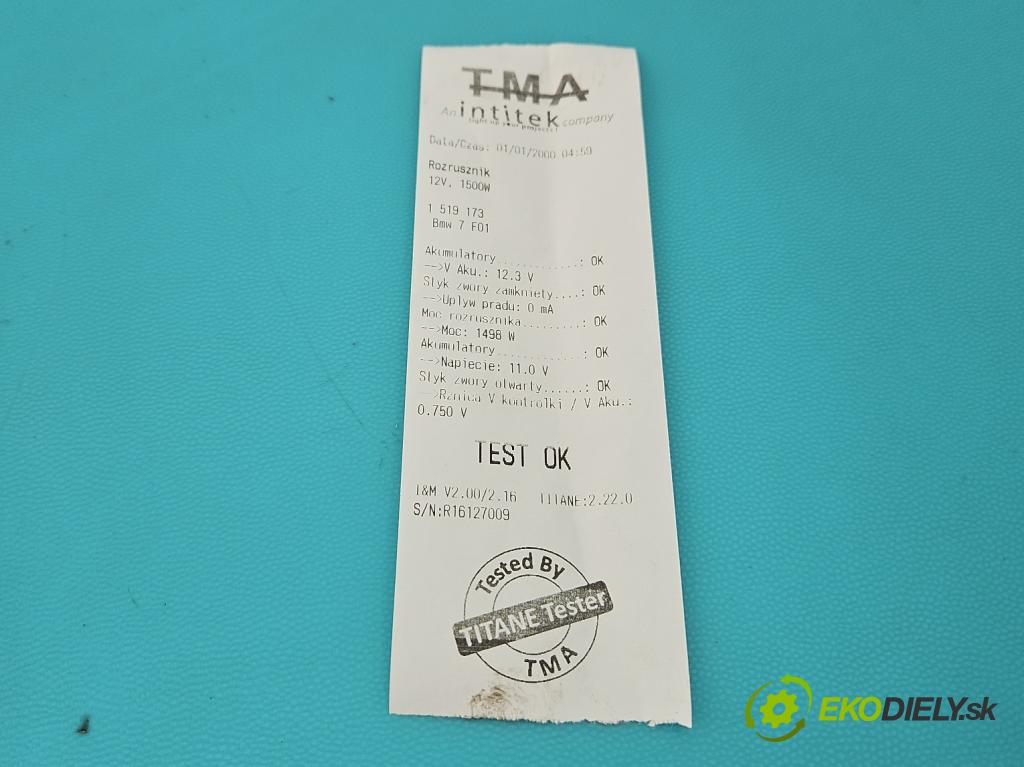 TMA
An intitek company
light up your projects!
Data/Czas: 01/01/2000 04:59
Rozrusznik
12V, 1500W
1 519 173
Bmw 7 F01
Akumulatory............: OK
-->V Aku.: 12.3 V
Styk zwory zamkniety....: OK
-->Uplyw pradu: 0 mA
Moc rozrusznika.........: OK
-->Moc: 1498 W
Akumulatory.............: OK
-->Napiecie: 11.0 V
Styk zwory otwarty......: OK
-->Rznica V kontrolki / V Aku.:
0.750 V
TEST OK
I&M V2.00/2.16 TITANE:2.22.0
S/N:R16127009
Tested By
TITANE Tester
TMA
EKODIELY.sk